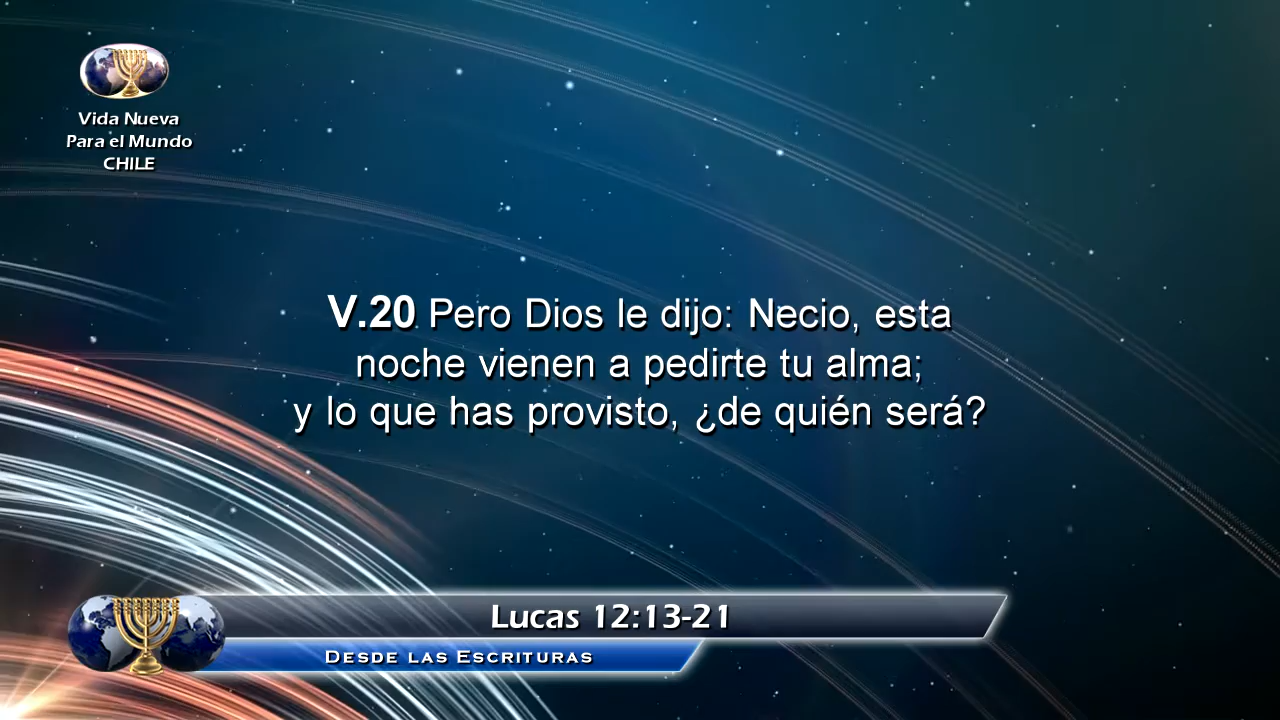 Vida Nueva
Para el Mundo
CHILE
V.20 Pero Dios le dijo: Necio, esta
noche vienen a pedirte tu alma;
y lo que has provisto, ¿de quién será?
Lucas 12:13-21
DESDE LAS ESCRITURAS